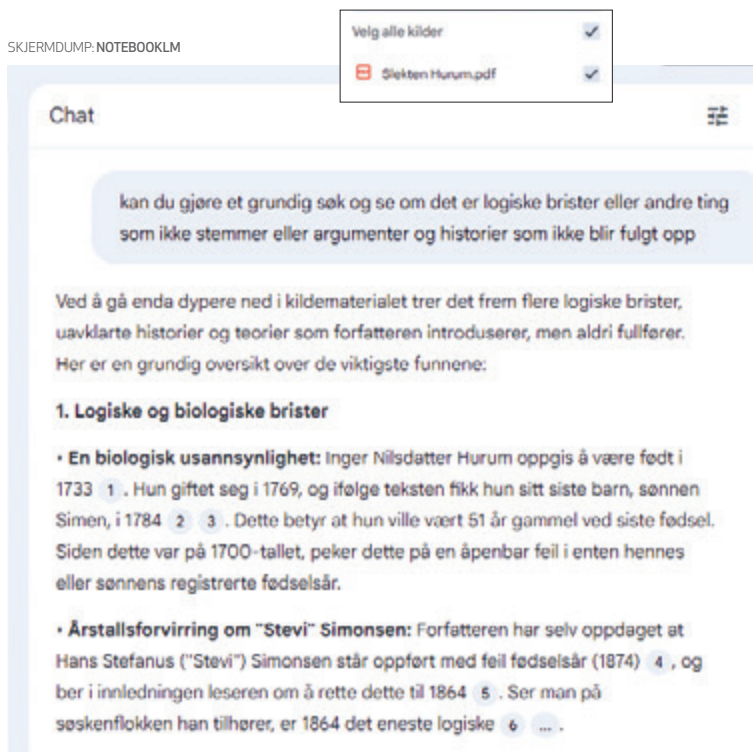 SKJERMDUMP: NOTEBOOKLM
Velg alle kilder
Slekten Hurum.pdf
Chat
kan du gjøre et grundig søk og se om det er logiske brister eller andre ting
som ikke stemmer eller argumenter og historier som ikke blir fulgt opp
Ved å gå enda dypere ned i kildematerialet trer det frem flere logiske brister,
uavklarte historier og teorier som forfatteren introduserer, men aldri fullfører.
Her er en grundig oversikt over de viktigste funnene:
1. Logiske og biologiske brister
• En biologisk usannsynlighet: Inger Nilsdatter Hurum oppgis å være født i
1733 1 . Hun giftet seg i 1769, og ifølge teksten fikk hun sitt siste barn, sønnen
Simen, i 1784 2 3 . Dette betyr at hun ville vært 51 år gammel ved siste fødsel.
Siden dette var på 1700-tallet, peker dette på en åpenbar feil i enten hennes
eller sønnens registrerte fødselsår.
• Årstallsforvirring om "Stevi" Simonsen: Forfatteren har selv oppdaget at
Hans Stefanus ("Stevi") Simonsen står oppført med feil fødselsår (1874) 4 , og
ber i innledningen leseren om å rette dette til 1864 5 . Ser man på
søskenflokken han tilhører, er 1864 det eneste logiske 6 ... .